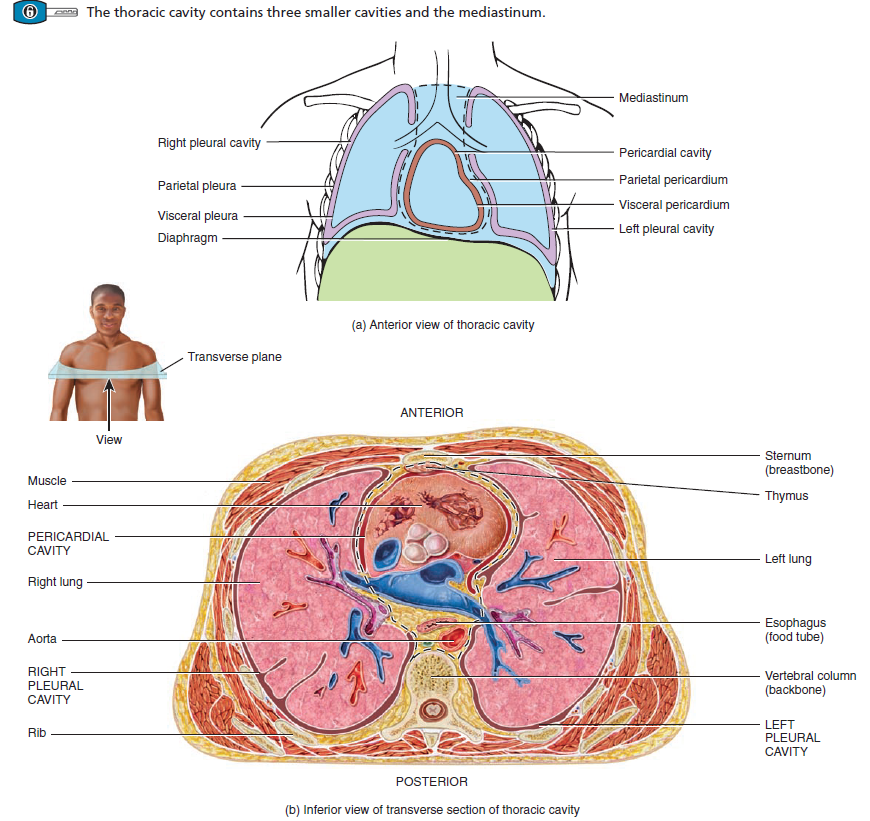 6 The thoracic cavity contains three smaller cavities and the mediastinum.
Mediastinum
Right pleural cavity
Pericardial cavity
Parietal pleura
Parietal pericardium
Visceral pleura
Visceral pericardium
Diaphragm
Left pleural cavity
(a) Anterior view of thoracic cavity
Transverse plane
View
ANTERIOR
Muscle
Heart
PERICARDIAL
CAVITY
Right lung
Aorta
RIGHT
PLEURAL
CAVITY
Rib
Sternum
(breastbone)
Thymus
Left lung
Esophagus
(food tube)
Vertebral column
(backbone)
LEFT
PLEURAL
CAVITY
POSTERIOR
(b) Inferior view of transverse section of thoracic cavity